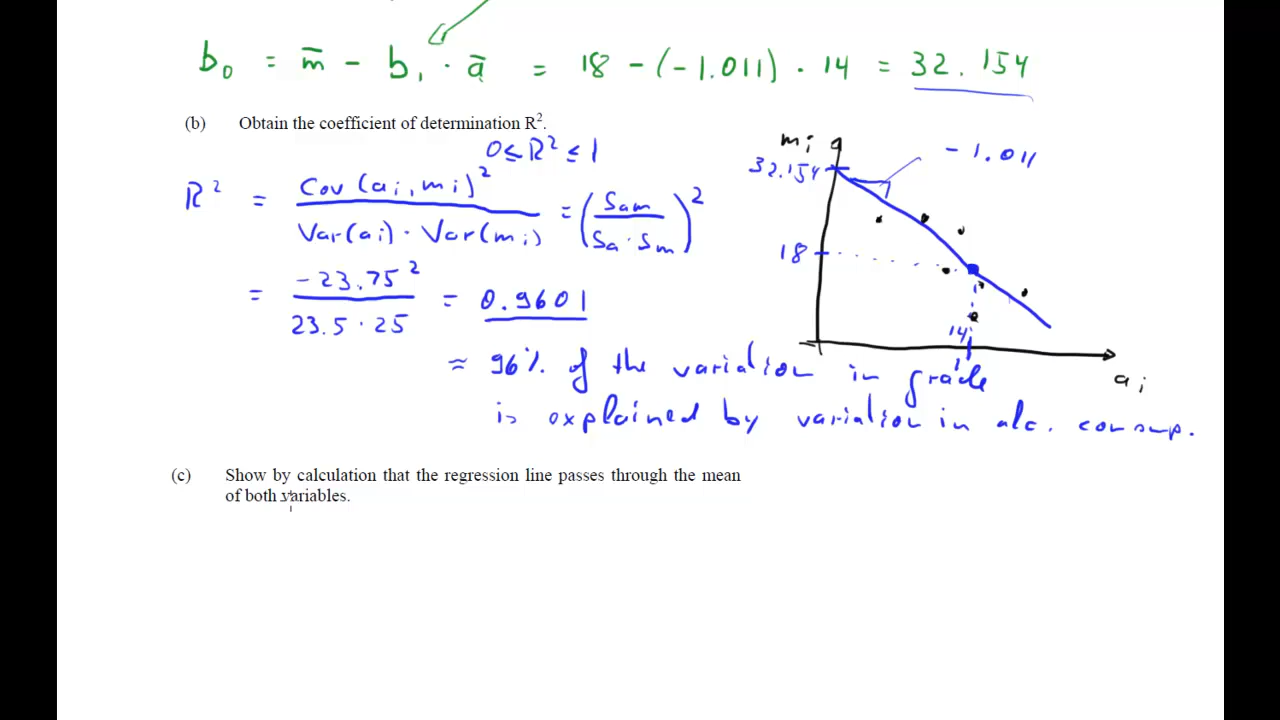 b₀ = m̄ − b₁ · ā = 18 − (−1.011) · 14 = 32.154
(b) Obtain the coefficient of determination R².
0 ≤ R² ≤ 1
R² = Cov(aᵢ, mᵢ)² / Var(aᵢ) · Var(mᵢ) = (Sam / Sa · Sm)²
= −23.75² / 23.5 · 25 = 0.9601
≈ 96% of the variation in grade
is explained by variation in alc. consump.
mᵢ
32.154
−1.011
18
14
aᵢ
(c) Show by calculation that the regression line passes through the mean
of both variables.